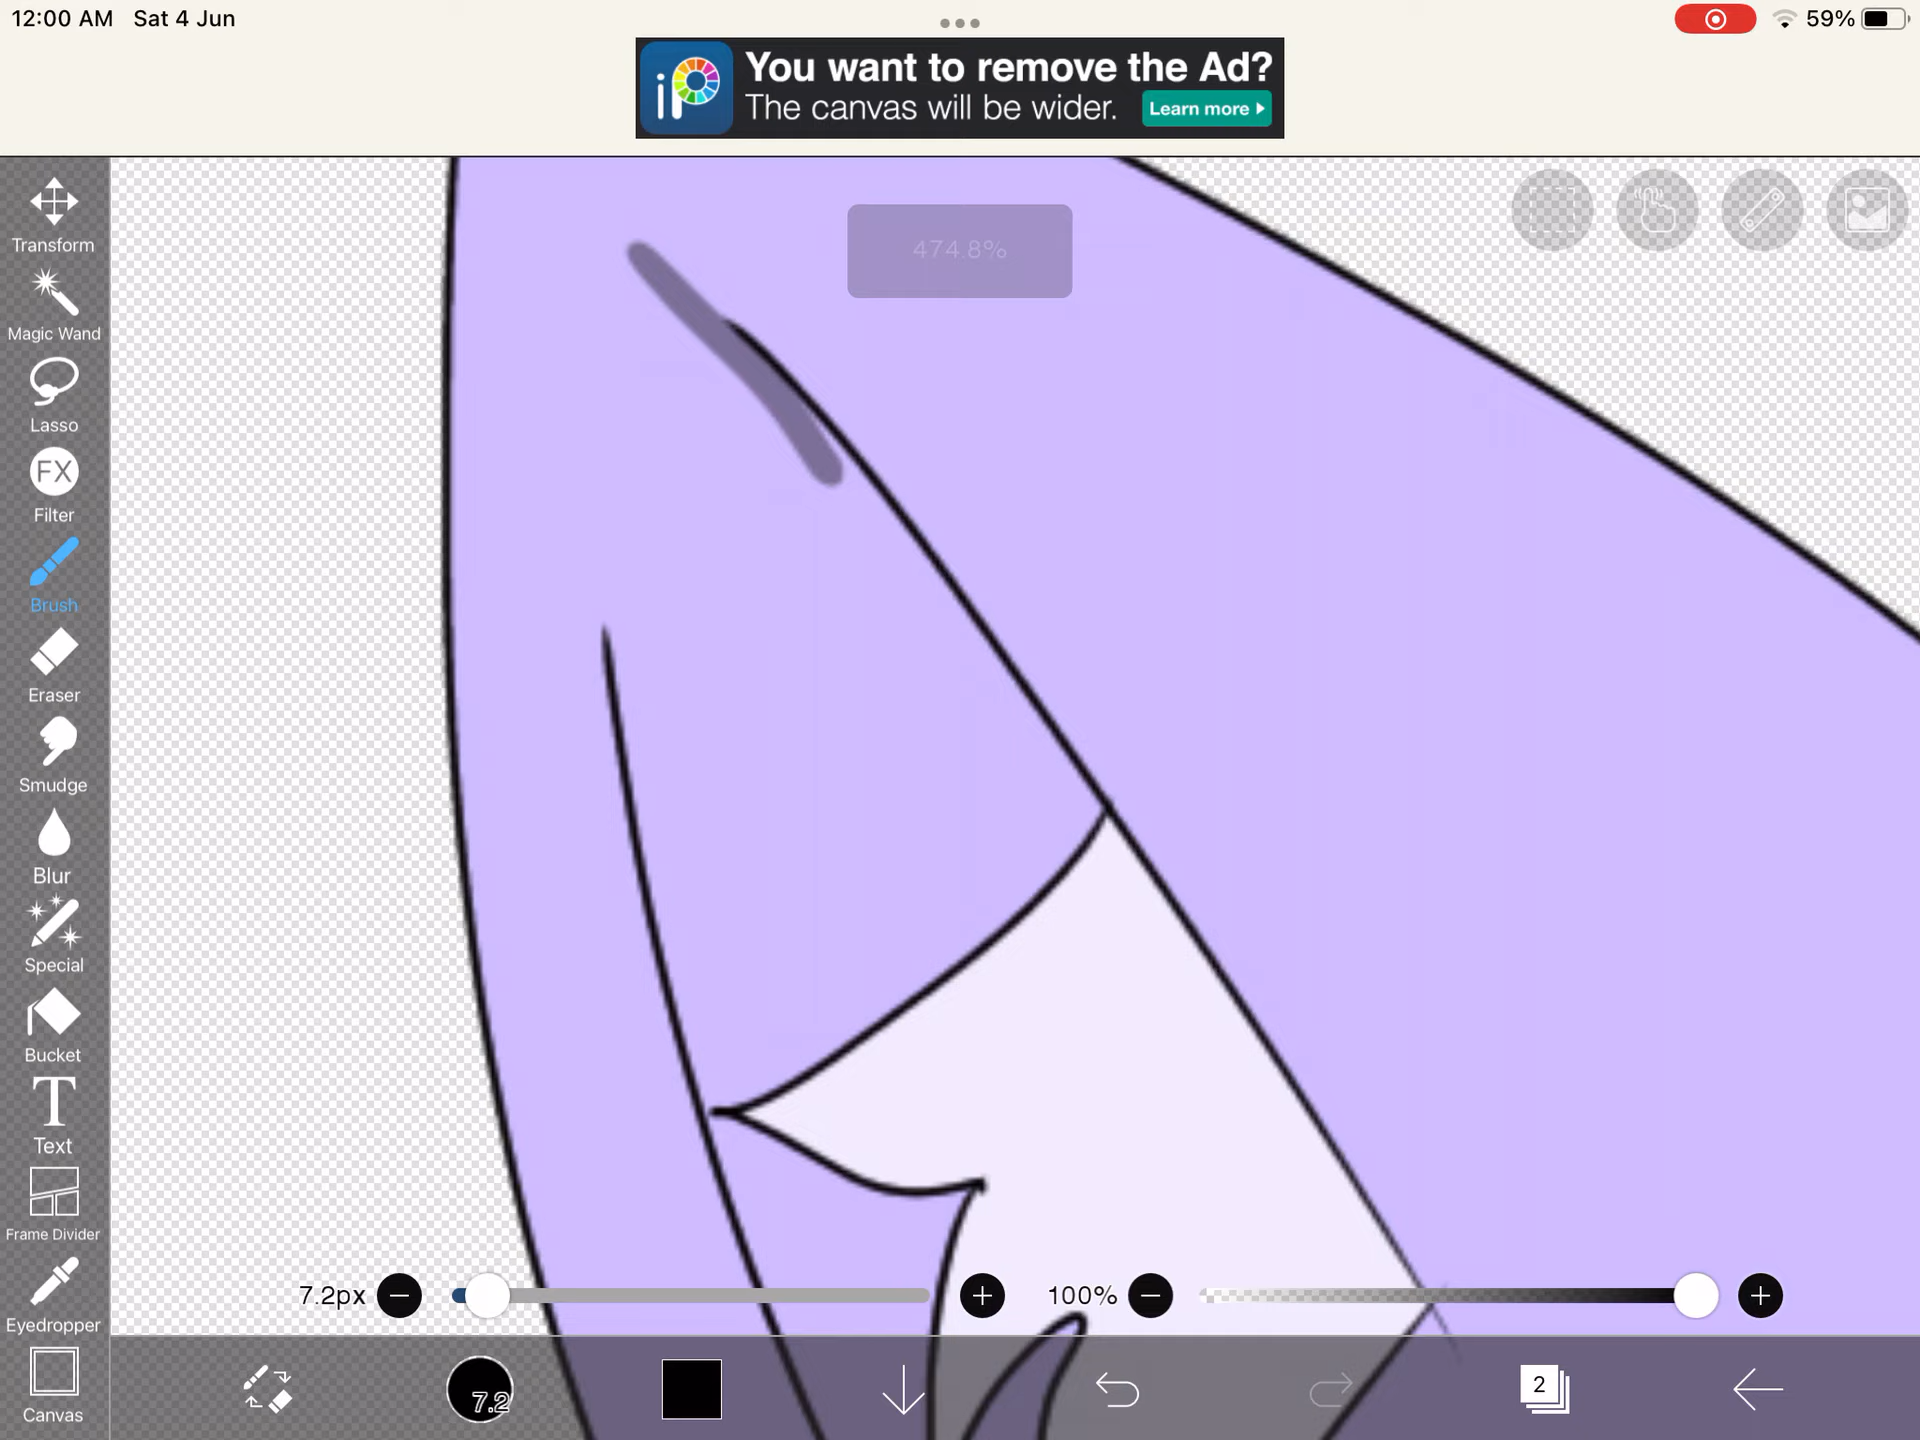 12:00 AM Sat 4 Jun
59%
iP
You want to remove the Ad?
The canvas will be wider.
Learn more
474.8%
Transform
Magic Wand
Lasso
FX
Filter
Brush
Eraser
Smudge
Blur
Special
Bucket
T
Text
Frame Divider
Eyedropper
Canvas
7.2px
100%
7.2
2